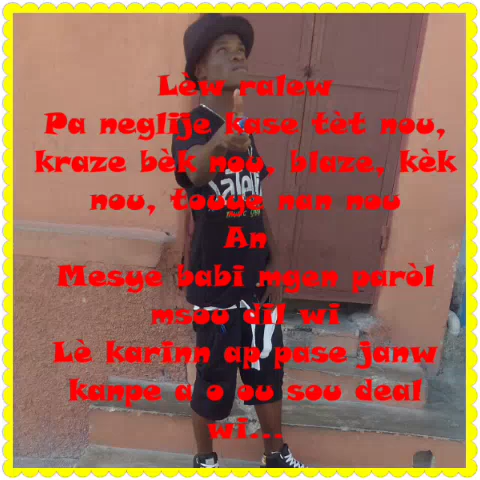 Lèw ralew
Pa neglije kase tèt nou,
kraze bèk nou, blaze, kèk
nou, touye nan nou
An
Mesye babi mgen paròl
msou dil wi
Lè karinn ap pase janw
kanpe a o ou sou deal
wi...